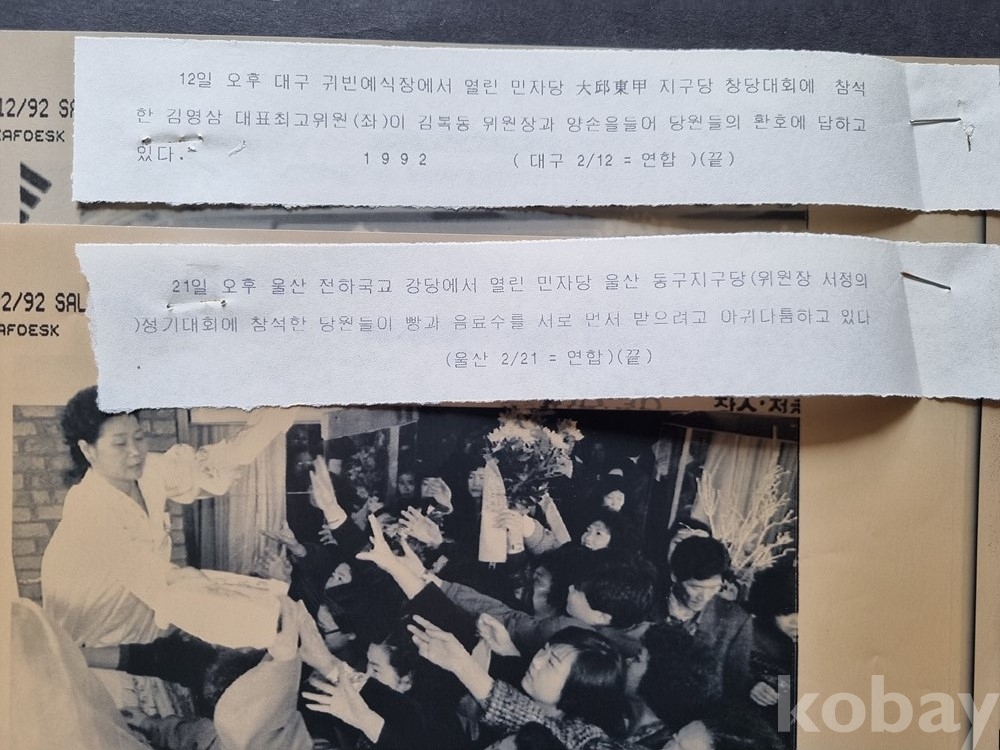 12/92 SA
EAFDESK
12일 오후 대구 귀빈예식장에서 열린 민자당 大邱東甲 지구당 창당대회에 참석
한 김영삼 대표최고위원(좌)이 김복동 위원장과 양손을들어 당원들의 환호에 답하고
있다.
1992 (대구 2/12 = 연합 )(끝)
2/92 SAL
AFDESK
21일 오후 울산 전하국교 강당에서 열린 민자당 울산 동구지구당(위원장 서정의
)정기대회에 참석한 당원들이 빵과 음료수를 서로 먼저 받으려고 아귀다툼하고 있다
(울산 2/21 = 연합)(끝)
kobay